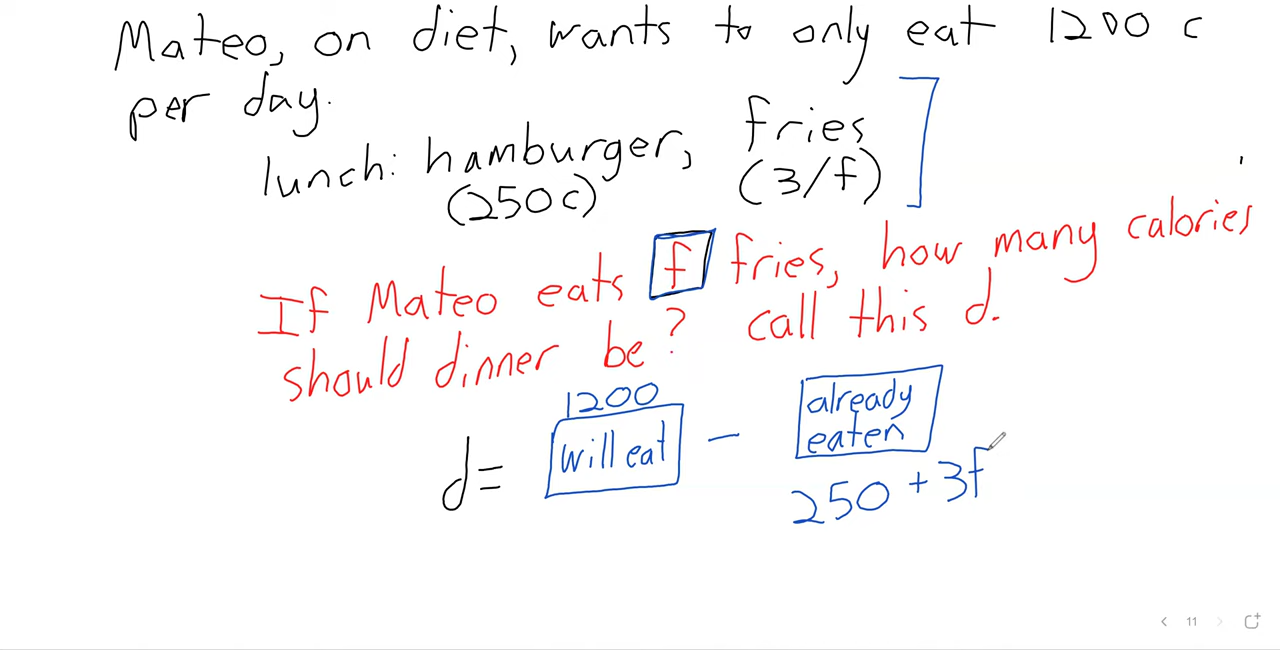 Mateo, on diet, wants to only eat 1200 c
per day.
lunch: hamburger, fries
(250c) (3/f)
If Mateo eats f fries, how many calories
should dinner be? call this d.
1200
d = will eat - already
eaten
250 + 3f
11